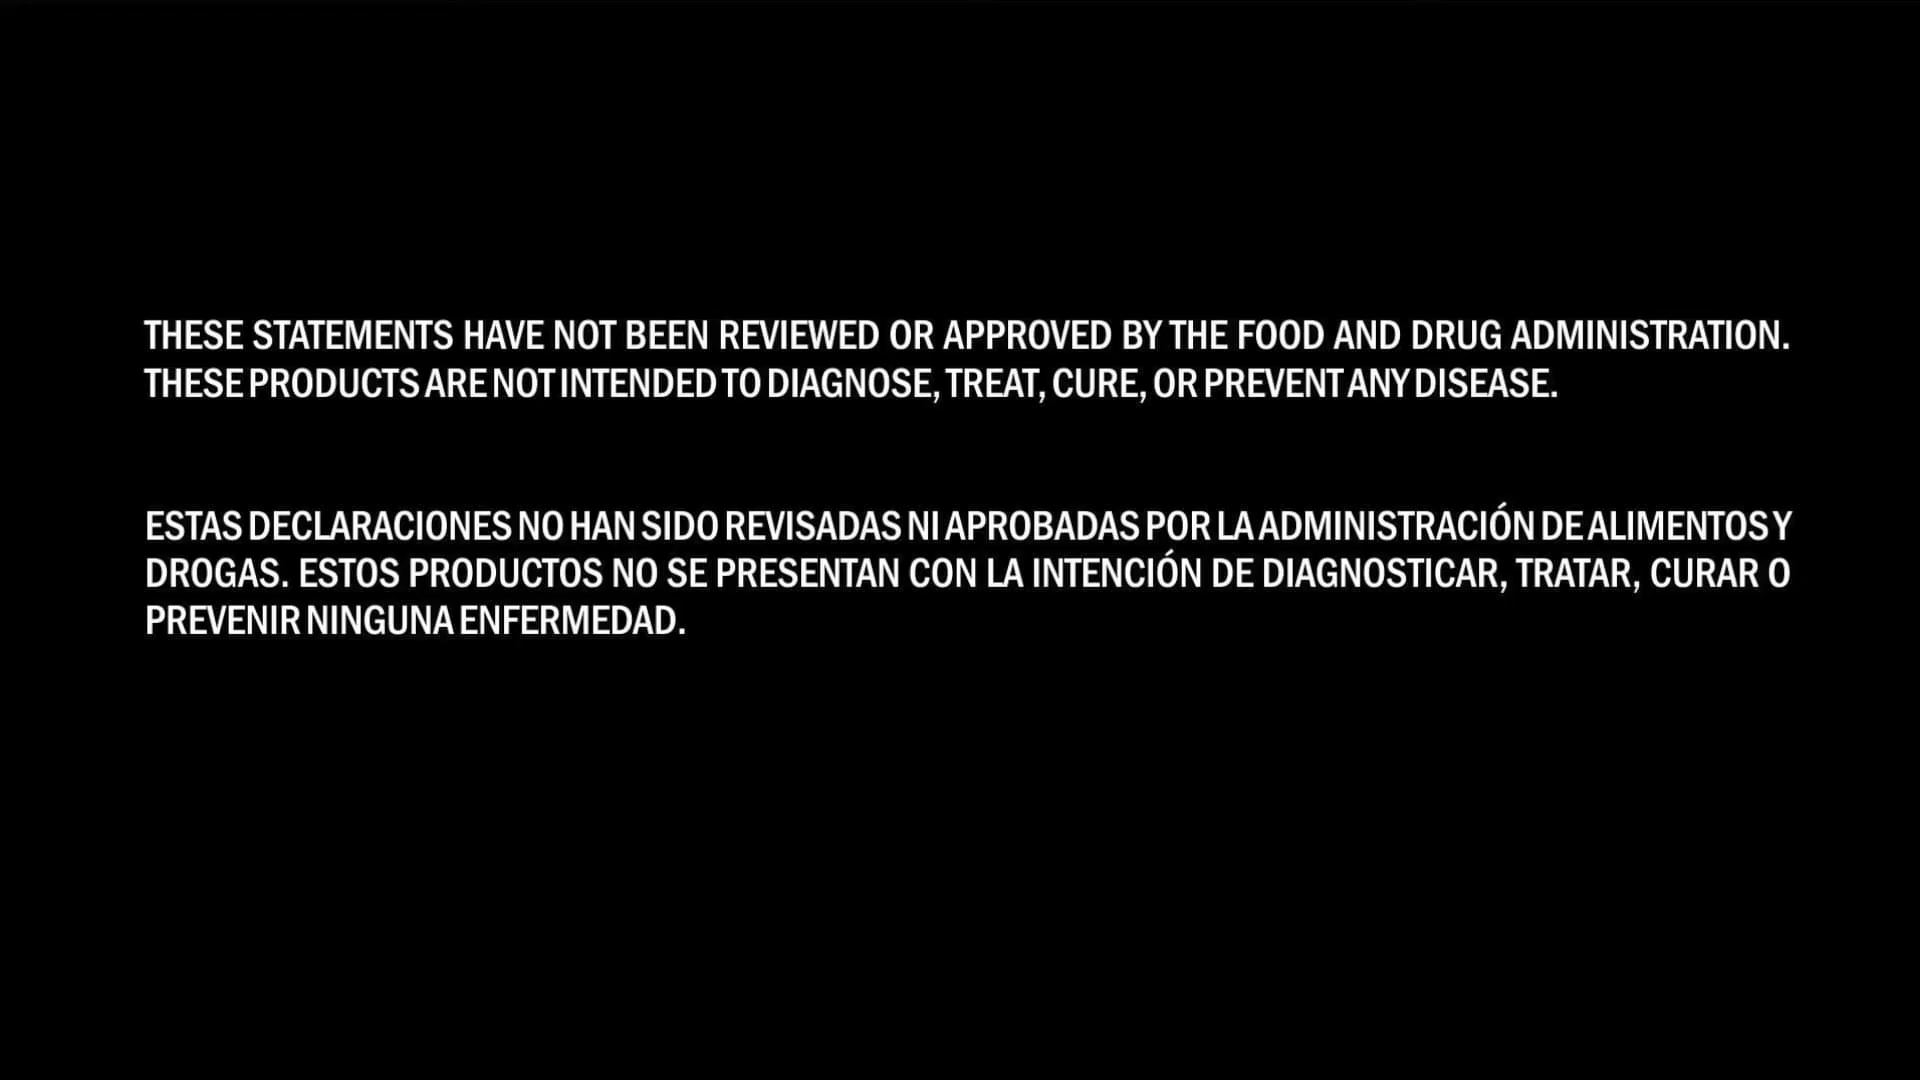 THESE STATEMENTS HAVE NOT BEEN REVIEWED OR APPROVED BY THE FOOD AND DRUG ADMINISTRATION.
THESE PRODUCTS ARE NOT INTENDED TO DIAGNOSE, TREAT, CURE, OR PREVENT ANY DISEASE.
ESTAS DECLARACIONES NO HAN SIDO REVISADAS NI APROBADAS POR LA ADMINISTRACIÓN DE ALIMENTOS Y
DROGAS. ESTOS PRODUCTOS NO SE PRESENTAN CON LA INTENCIÓN DE DIAGNOSTICAR, TRATAR, CURAR O
PREVENIR NINGUNA ENFERMEDAD.